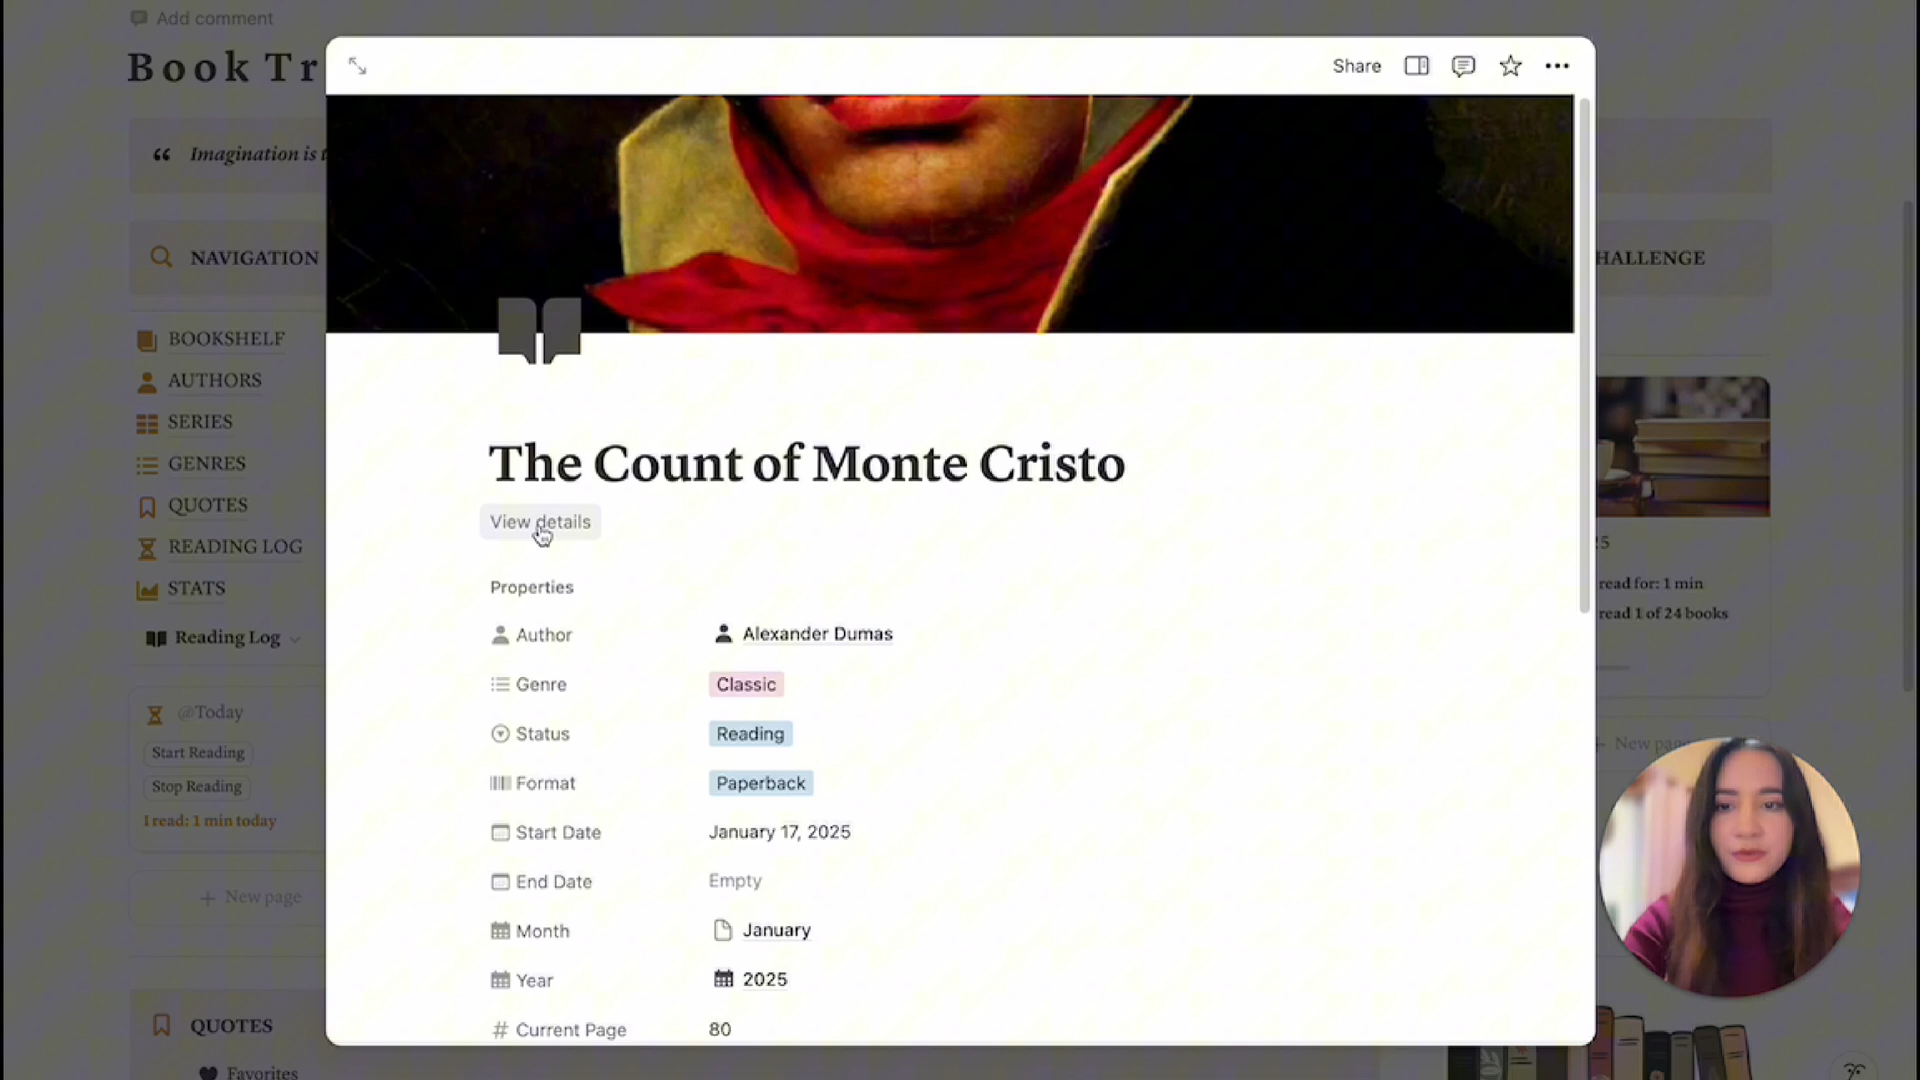 Add comment
Book Tr
Share
“ Imagination is t
NAVIGATION
HALLENGE
BOOKSHELF
AUTHORS
SERIES
GENRES
QUOTES
READING LOG
STATS
Reading Log
@Today
Start Reading
Stop Reading
I read: 1 min today
+ New page
QUOTES
Favorites
The Count of Monte Cristo
View details
Properties
Author Alexander Dumas
Genre Classic
Status Reading
Format Paperback
Start Date January 17, 2025
End Date Empty
Month January
Year 2025
# Current Page 80
25
read for: 1 min
read 1 of 24 books
+ New page